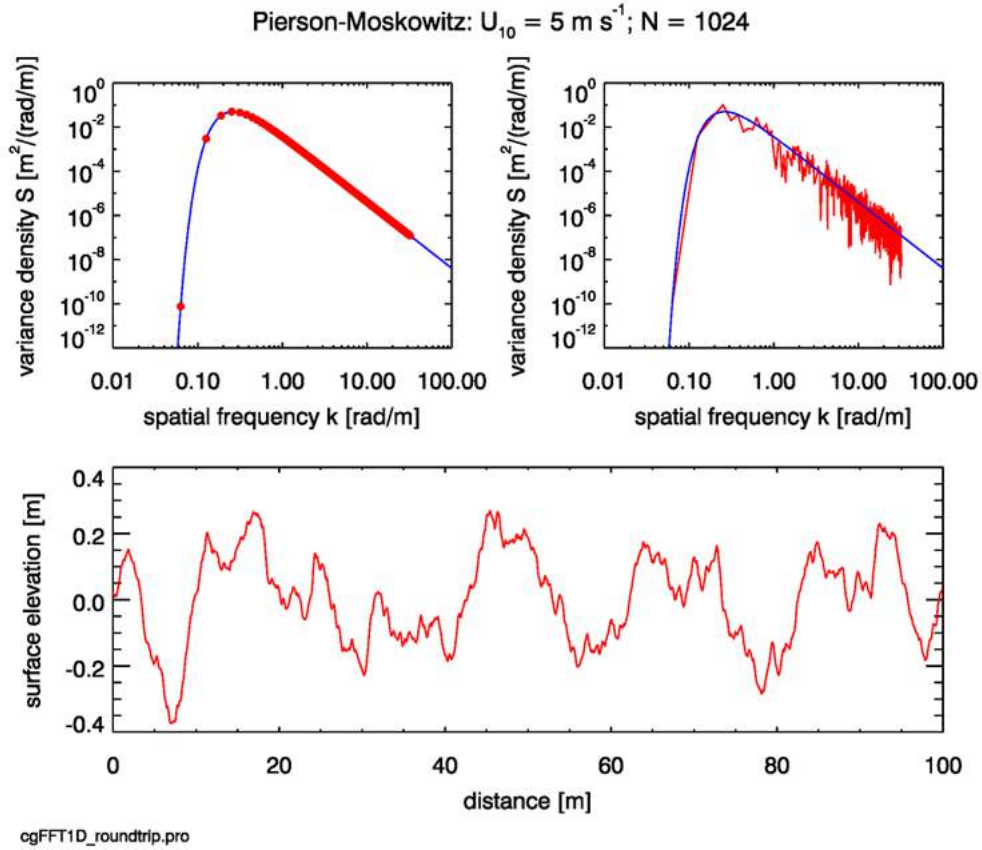 Pierson-Moskowitz: U₁₀ = 5 m s⁻¹; N = 1024
variance density S [m²/(rad/m)]
10⁰
10⁻²
10⁻⁴
10⁻⁶
10⁻⁸
10⁻¹⁰
10⁻¹²
0.01 0.10 1.00 10.00 100.00
spatial frequency k [rad/m]
variance density S [m²/(rad/m)]
10⁰
10⁻²
10⁻⁴
10⁻⁶
10⁻⁸
10⁻¹⁰
10⁻¹²
0.01 0.10 1.00 10.00 100.00
spatial frequency k [rad/m]
surface elevation [m]
0.4
0.2
0.0
-0.2
-0.4
0 20 40 60 80 100
distance [m]
cgFFT1D_roundtrip.pro